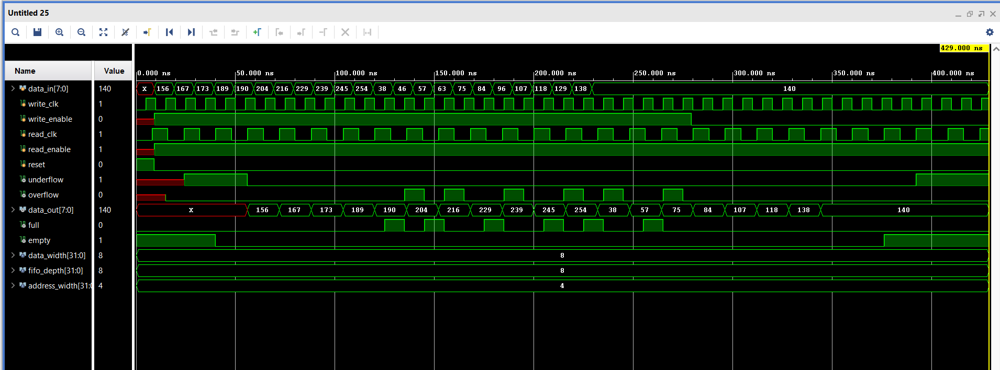 Untitled 25
429.000 ns
Name Value
0.000 ns 50.000 ns 100.000 ns 150.000 ns 200.000 ns 250.000 ns 300.000 ns 350.000 ns 400.000 ns
data_in[7:0] 140 X 156 167 173 189 190 204 216 229 239 245 254 38 46 57 63 75 84 96 107 118 129 138 140
write_clk 1
write_enable 0
read_clk 1
read_enable 1
reset 0
underflow 1
overflow 0
data_out[7:0] 140 X 156 167 173 189 190 204 216 229 239 245 254 38 57 75 84 107 118 138 140
full 0
empty 1
data_width[31:0] 8 8
fifo_depth[31:0] 8 8
address_width[31:0 4 4